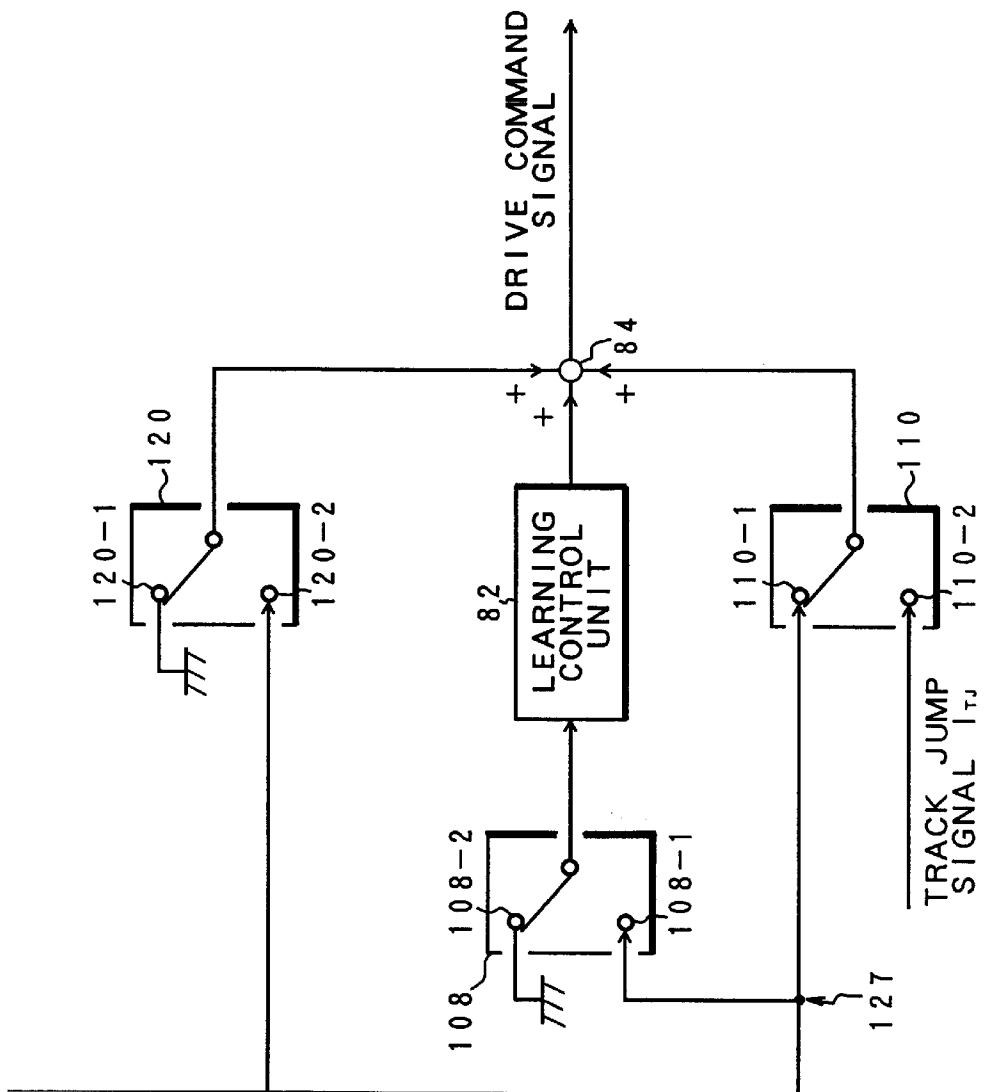 DRIVE COMMAND
SIGNAL
120
120-1
120-2
+
+
+
84
82
LEARNING
CONTROL
UNIT
110
110-1
110-2
108
108-2
108-1
TRACK JUMP
SIGNAL I_TJ
127